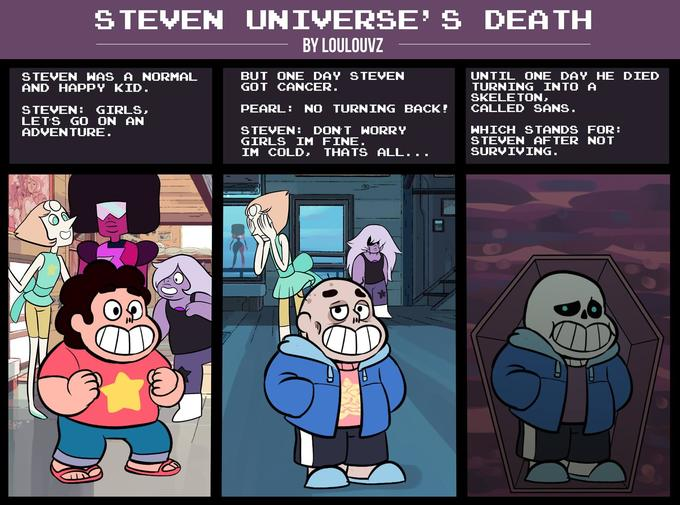 STEVEN UNIVERSE'S DEATH
BY LOULOUVZ
STEVEN WAS A NORMAL
AND HAPPY KID.
STEVEN: GIRLS,
LETS GO ON AN
ADVENTURE.
BUT ONE DAY STEVEN
GOT CANCER.
PEARL: NO TURNING BACK!
STEVEN: DONT WORRY
GIRLS IM FINE.
IM COLD, THATS ALL...
UNTIL ONE DAY HE DIED
TURNING INTO A
SKELETON,
CALLED SANS.
WHICH STANDS FOR:
STEVEN AFTER NOT
SURVIVING.